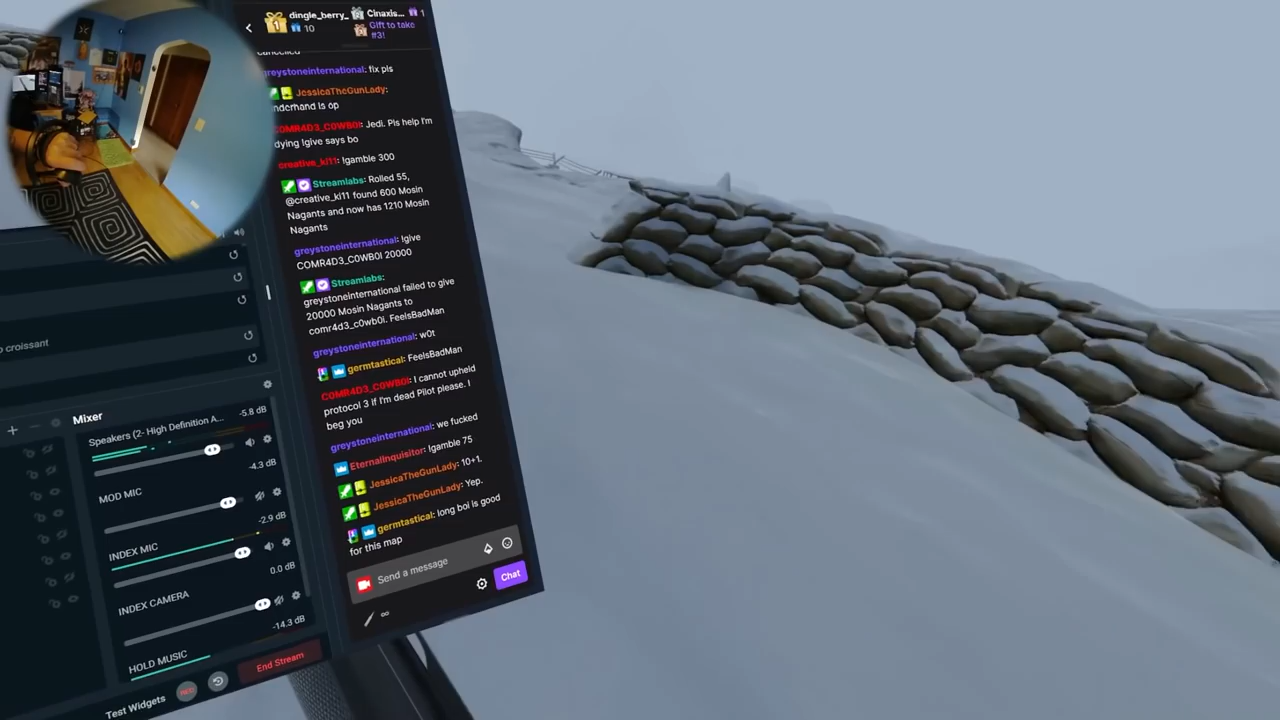 dingle_berry_
10
Cinaxis...
1
Gift to take
#3!
cancelled
greystoneinternational: fix pls
JessicaTheGunLady:
underhand is op
C0MR4D3_C0WB0I: Jedi. Pls help I'm
dying !give says bo
creative_ki11: !gamble 300
Streamlabs: Rolled 55,
@creative_ki11 found 600 Mosin
Nagants and now has 1210 Mosin
Nagants
greystoneinternational: !give
COMR4D3_C0WB0I 20000
Streamlabs:
greystoneinternational failed to give
20000 Mosin Nagants to
comr4d3_c0wb0i. FeelsBadMan
greystoneinternational: w0t
germtastical: FeelsBadMan
C0MR4D3_C0WB0I: I cannot upheld
protocol 3 If I'm dead Pilot please. I
beg you
greystoneinternational: we fucked
EternalInquisitor: !gamble 75
JessicaTheGunLady: 10+1.
JessicaTheGunLady: Yep.
germtastical: long boi is good
for this map
Send a message
Chat
croissant
Mixer
Speakers (2- High Definition A...
-5.8 dB
MOD MIC
-4.3 dB
INDEX MIC
-2.9 dB
INDEX CAMERA
0.0 dB
HOLD MUSIC
-14.3 dB
Test Widgets
End Stream